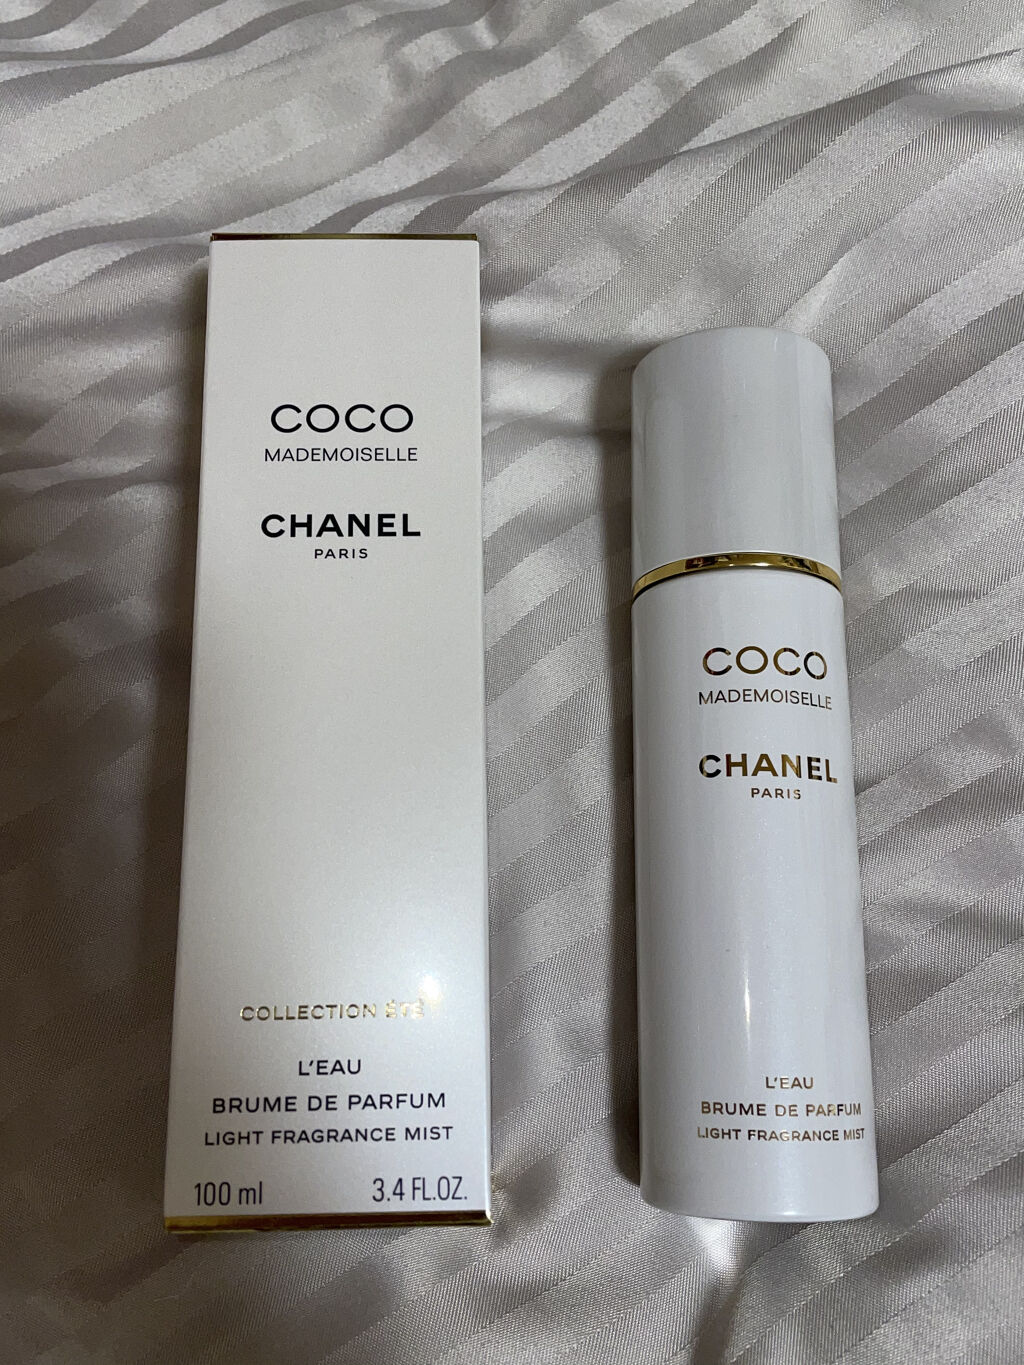 COCO
MADEMOISELLE
CHANEL
PARIS
COLLECTION ÉTÉ
L'EAU
BRUME DE PARFUM
LIGHT FRAGRANCE MIST
100 ml 3.4 FL.OZ.
COCO
MADEMOISELLE
CHANEL
PARIS
L'EAU
BRUME DE PARFUM
LIGHT FRAGRANCE MIST